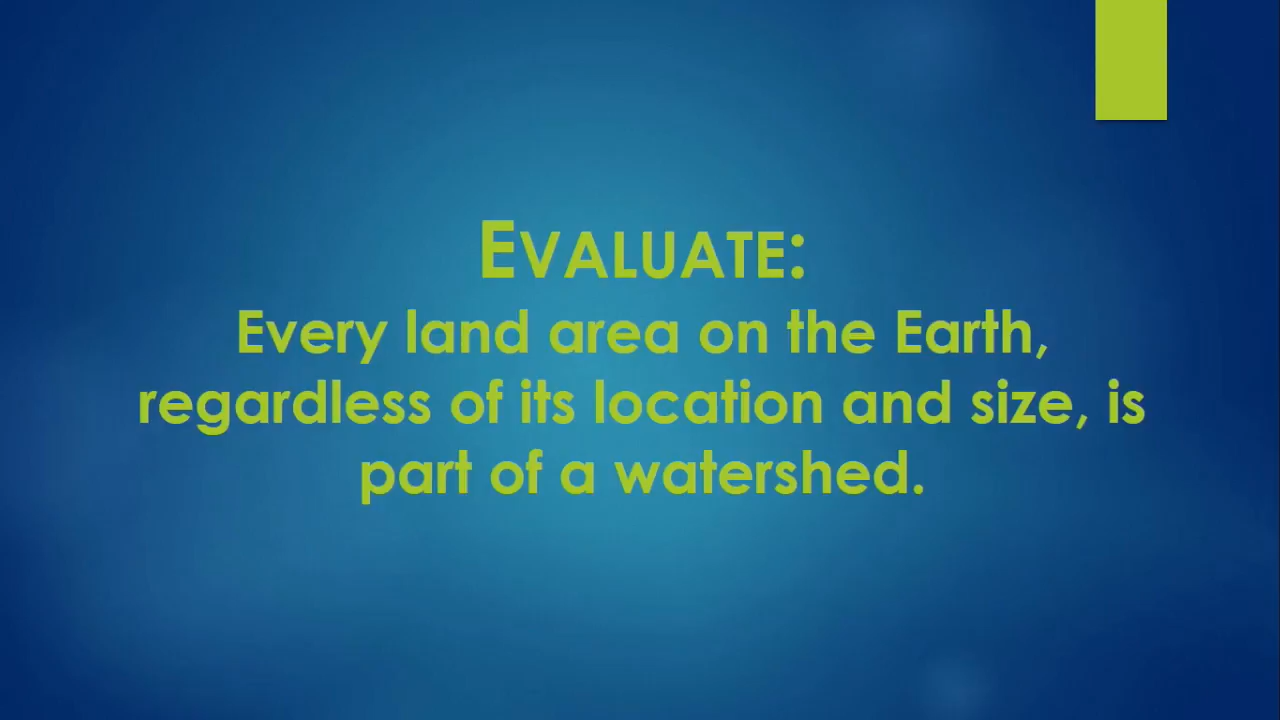 EVALUATE:
Every land area on the Earth,
regardless of its location and size, is
part of a watershed.